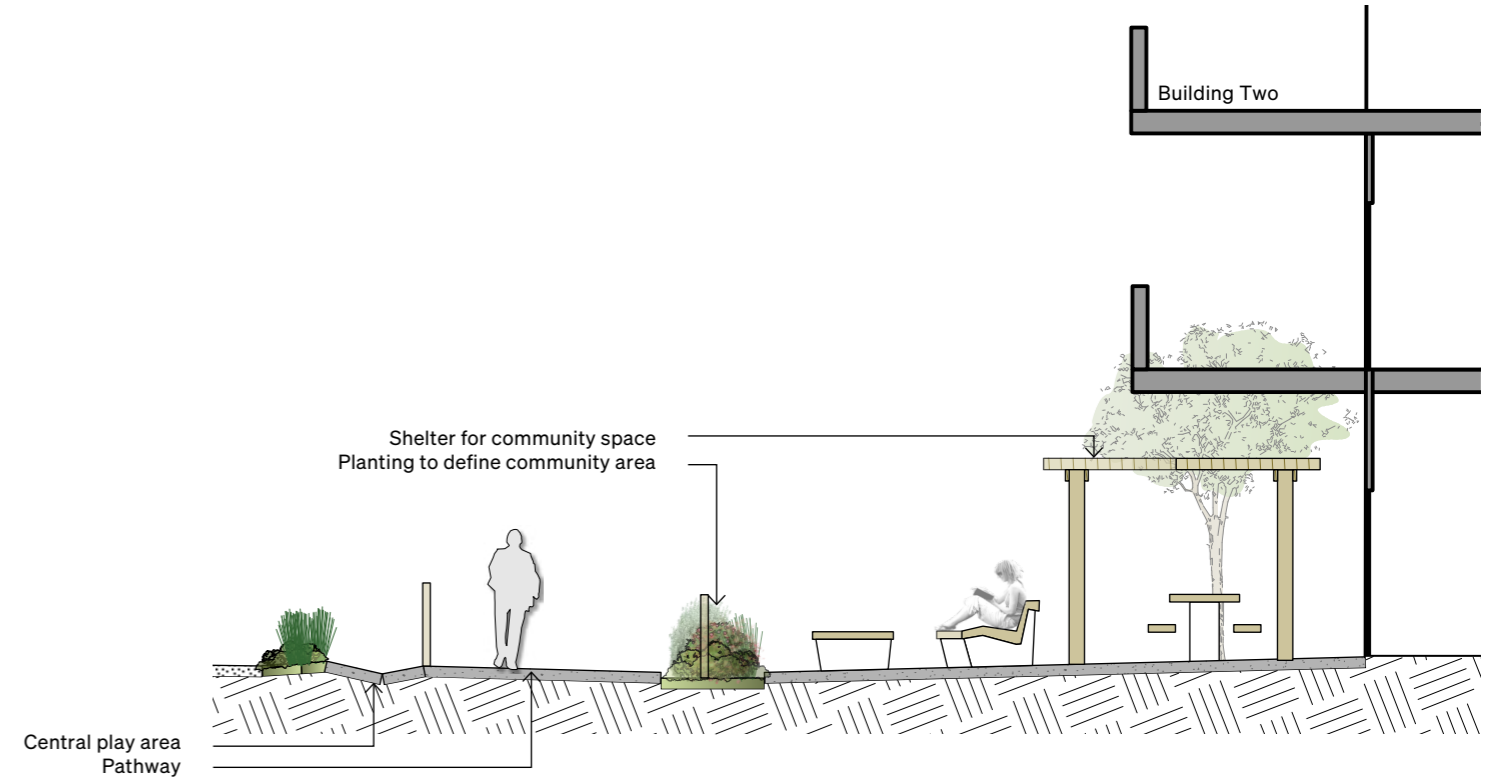 Building Two
Shelter for community space
Planting to define community area
Central play area
Pathway